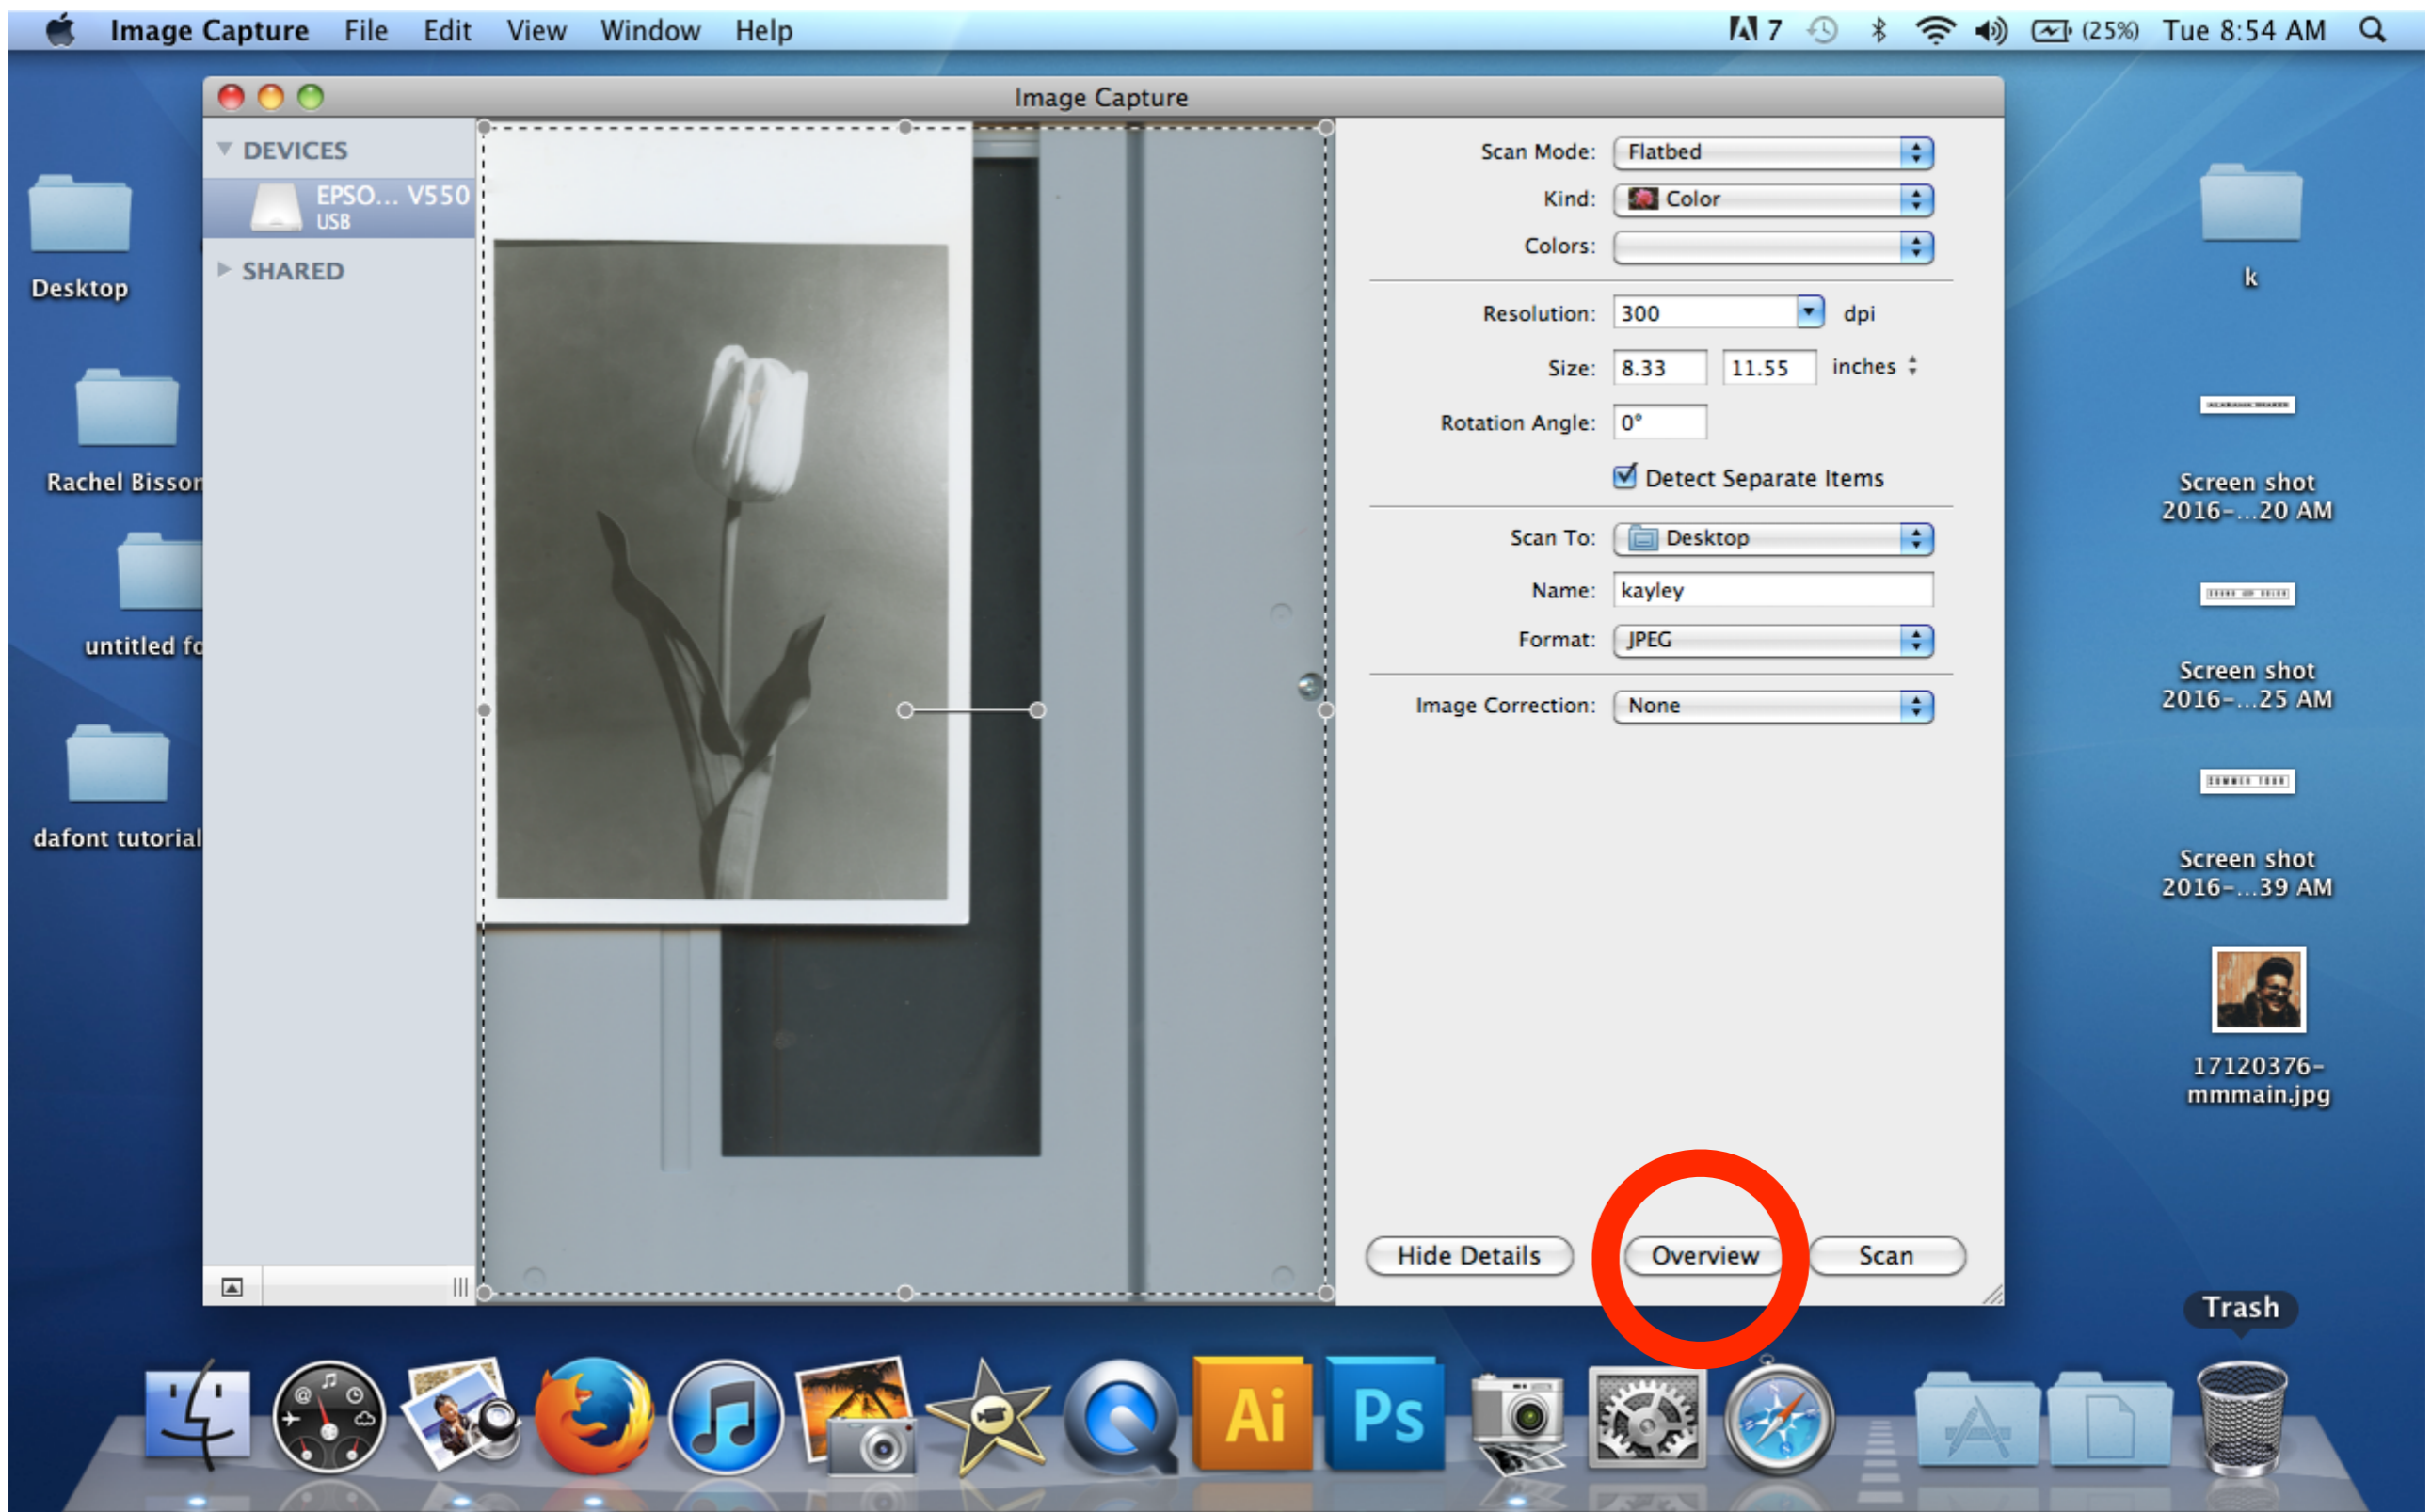 Image Capture File Edit View Window Help
7 (25%) Tue 8:54 AM
Image Capture
DEVICES
EPSO... V550
USB
SHARED
Scan Mode: Flatbed
Kind: Color
Colors:
Resolution: 300 dpi
Size: 8.33 11.55 inches
Rotation Angle: 0°
Detect Separate Items
Scan To: Desktop
Name: kayley
Format: JPEG
Image Correction: None
Hide Details Overview Scan
Desktop
Rachel Bisson
untitled fo
dafont tutorial
k
ALABAMA SHAKES
Screen shot
2016-...20 AM
Screen shot
2016-...25 AM
SUMMER TOUR
Screen shot
2016-...39 AM
17120376-
mmmain.jpg
Trash
Ai
Ps